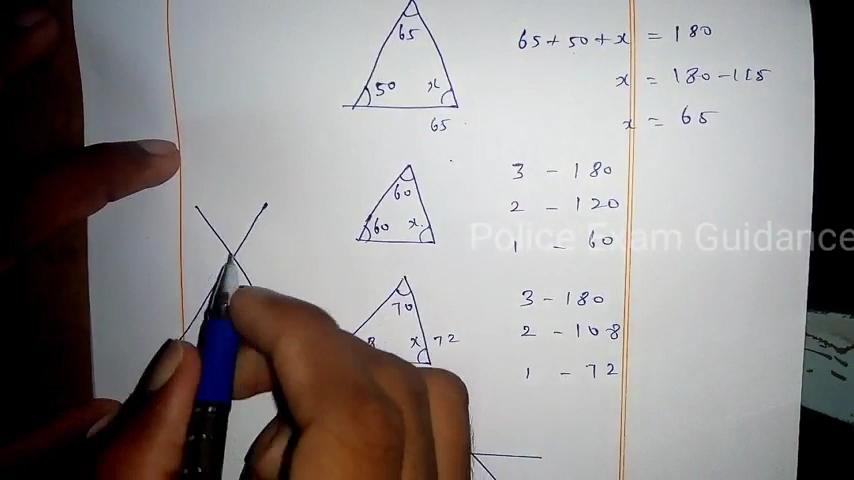 65
50
x
65
65 + 50 + x = 180
x = 180 - 115
x = 65
60
60
x
3 - 180
2 - 120
1 - 60
Police Exam Guidance
70
8
x
72
3 - 180
2 - 108
1 - 72